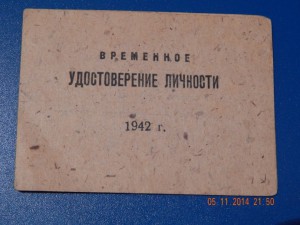 ВРЕМЕННОЕ
УДОСТОВЕРЕНИЕ ЛИЧНОСТИ
1942 г.
05.11.2014 21:50